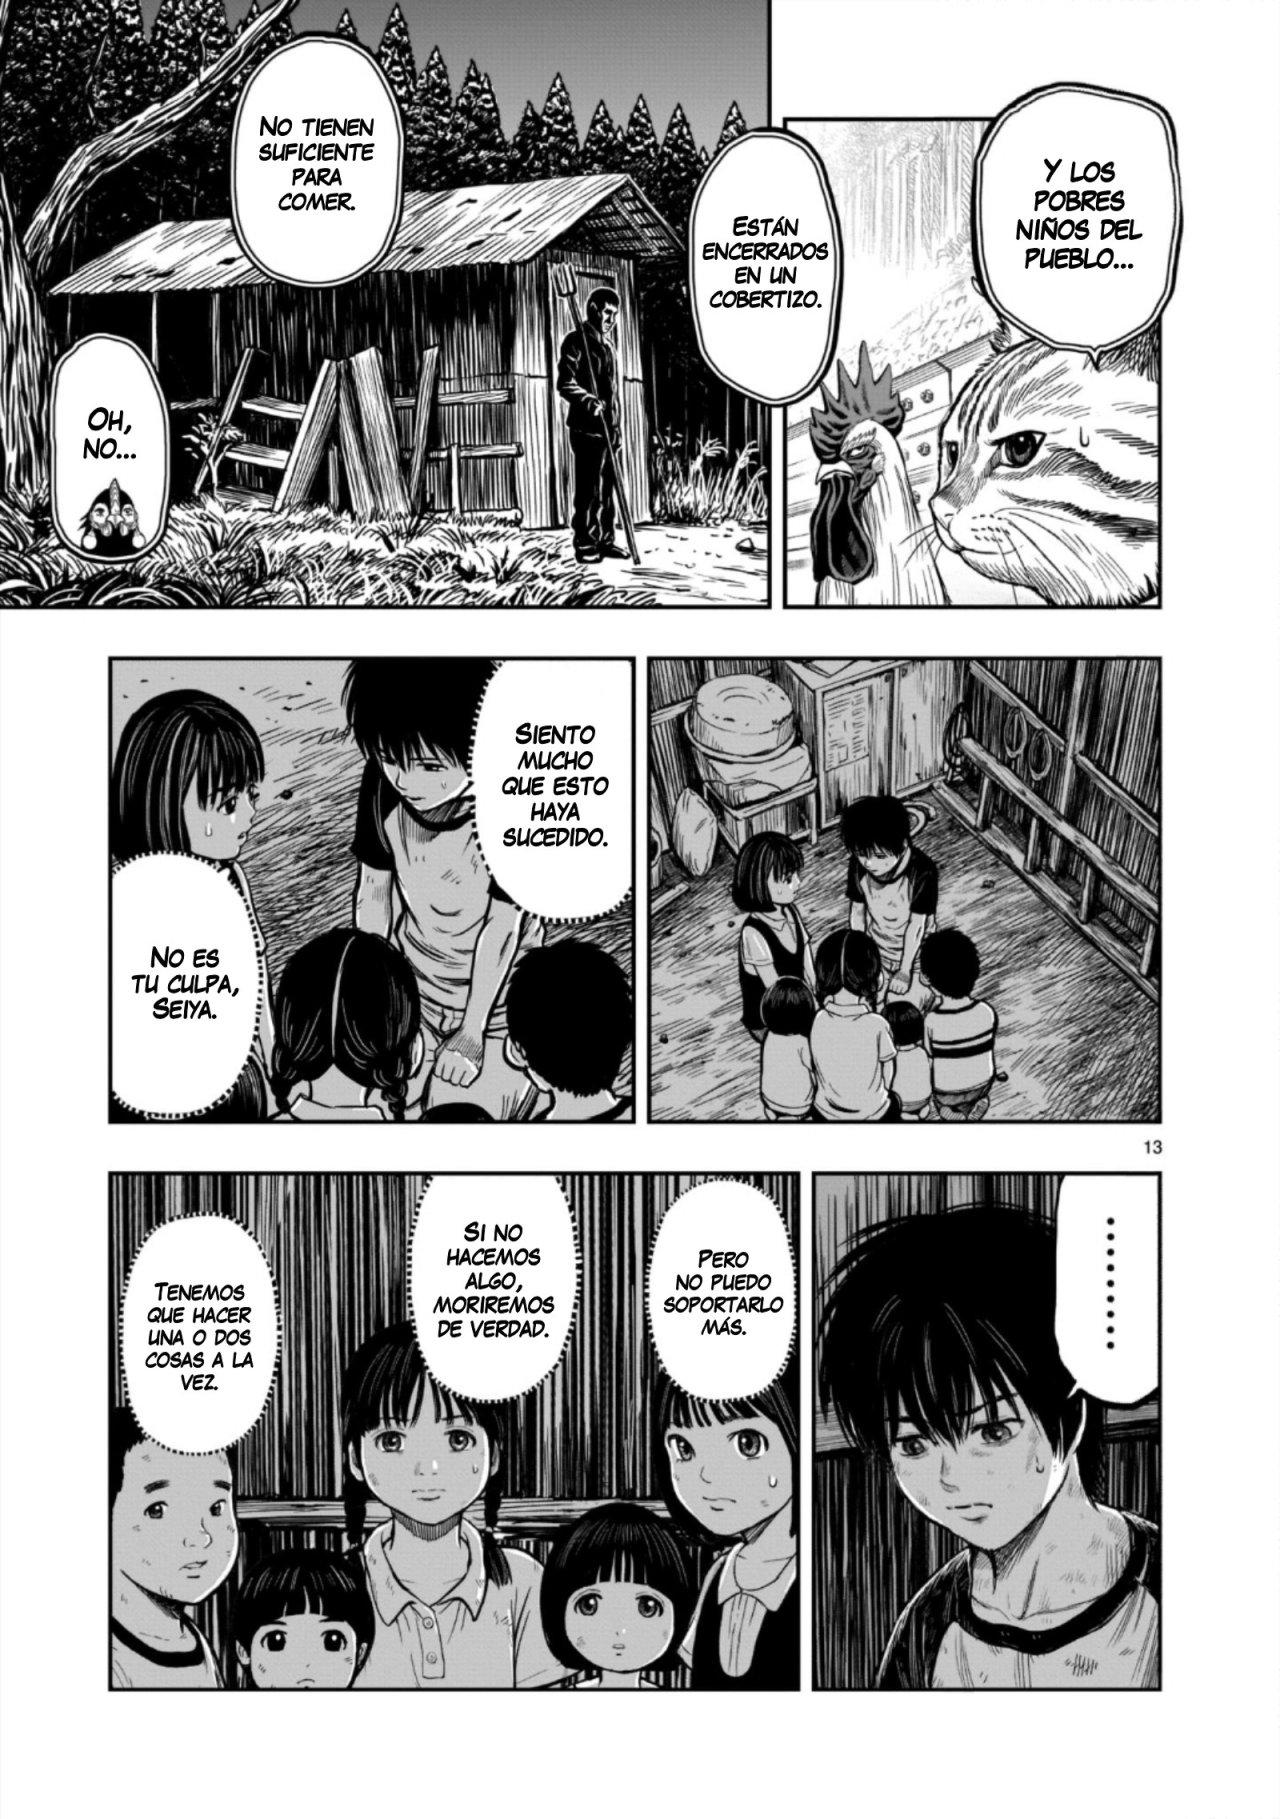 Y LOS
POBRES
NIÑOS DEL
PUEBLO...
ESTÁN
ENCERRADOS
EN UN
COBERTIZO.
NO TIENEN
SUFICIENTE
PARA
COMER.
OH,
NO...
SIENTO
MUCHO
QUE ESTO
HAYA
SUCEDIDO.
NO ES
TU CULPA,
SEIYA.
13
.........
PERO
NO PUEDO
SOPORTARLO
MÁS.
SI NO
HACEMOS
ALGO,
MORIREMOS
DE VERDAD.
TENEMOS
QUE HACER
UNA O DOS
COSAS A LA
VEZ.